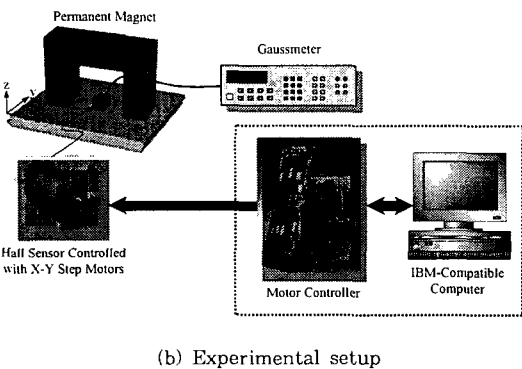 Permanent Magnet
Gaussmeter
Z
Y
X
Hall Sensor Controlled
with X-Y Step Motors
Motor Controller
IBM-Compatible
Computer
(b) Experimental setup